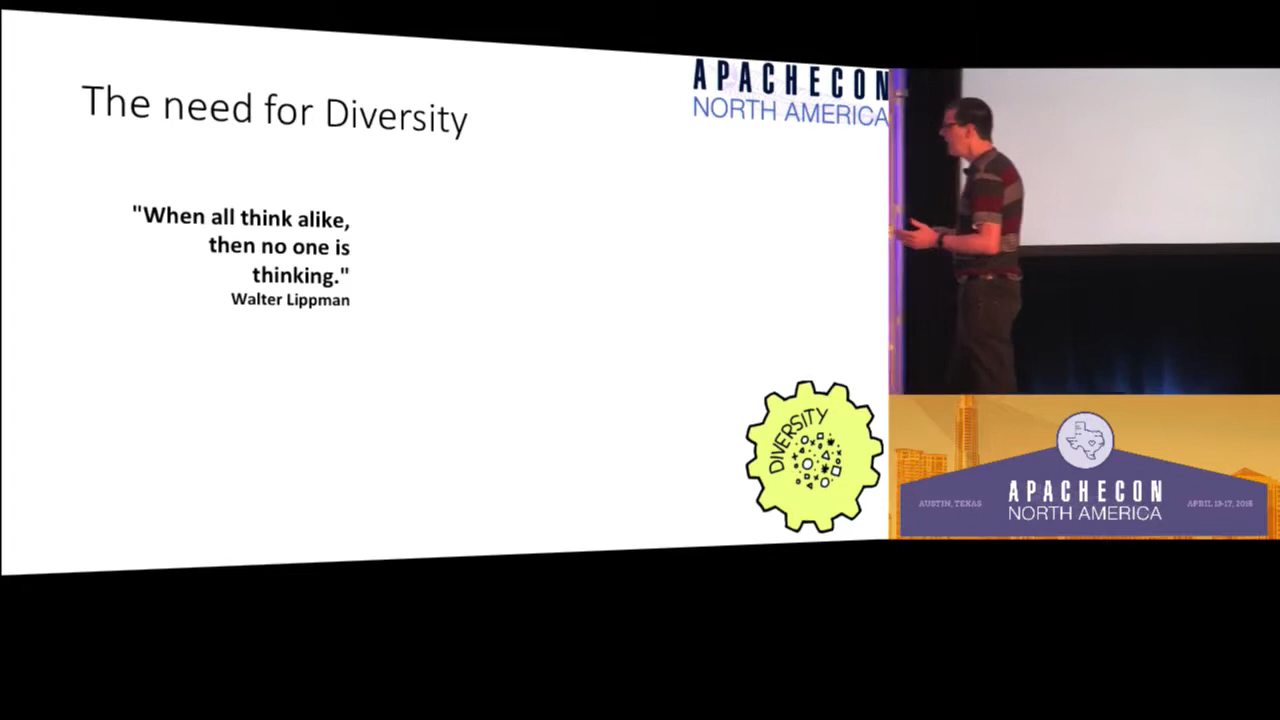 The need for Diversity
APACHECON
NORTH AMERICA
"When all think alike,
then no one is
thinking."
Walter Lippman
DIVERSITY
AUSTIN, TEXAS
APACHECON
NORTH AMERICA
APRIL 13-17, 2015